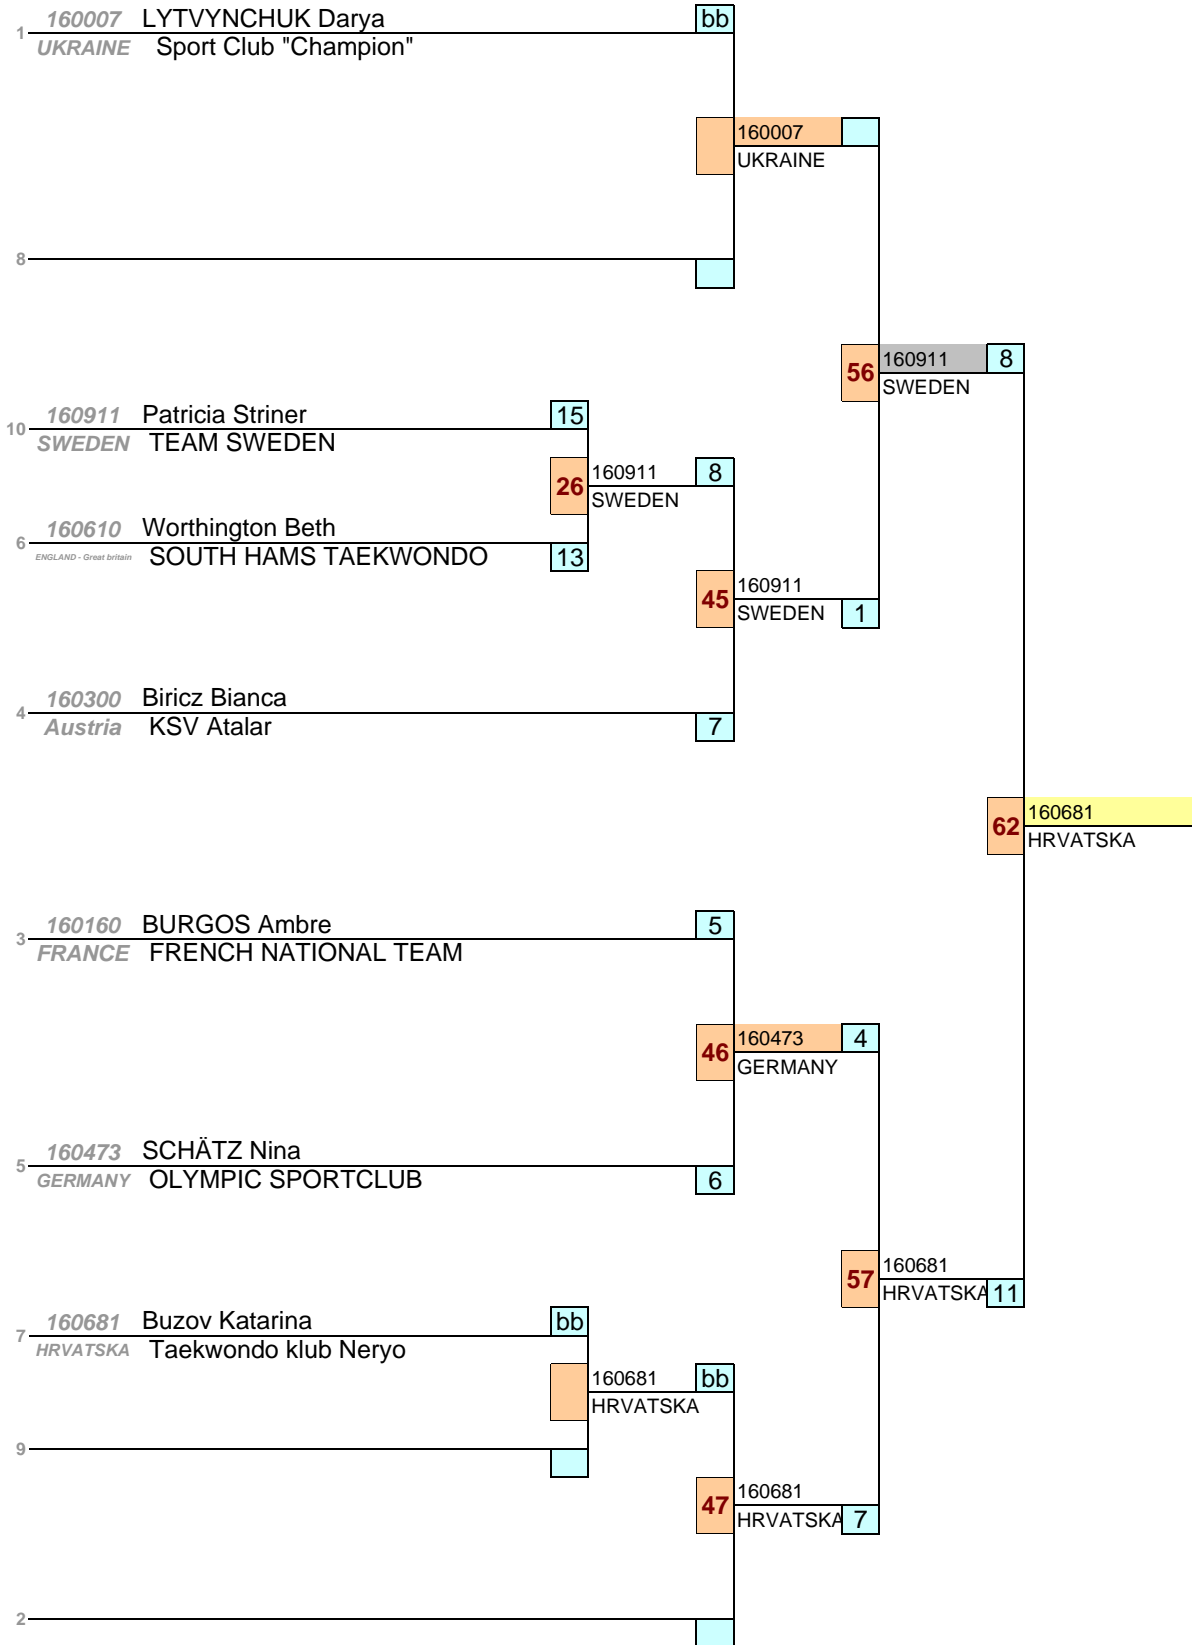 160007 LYTVYNCHUK Darya bb
1
UKRAINE Sport Club "Champion"
160007
UKRAINE
8
160911 8
56
SWEDEN
160911 Patricia Striner 15
10
SWEDEN TEAM SWEDEN
160911 8
26
SWEDEN
160610 Worthington Beth
6
ENGLAND - Great britain SOUTH HAMS TAEKWONDO 13
160911
45
SWEDEN 1
160300 Biricz Bianca
4
Austria KSV Atalar 7
160681
62
HRVATSKA
160160 BURGOS Ambre 5
3
FRANCE FRENCH NATIONAL TEAM
160473 4
46
GERMANY
160473 SCHÄTZ Nina
5
GERMANY OLYMPIC SPORTCLUB 6
160681
57
HRVATSKA 11
160681 Buzov Katarina bb
7
HRVATSKA Taekwondo klub Neryo
160681 bb
HRVATSKA
9
160681
47
HRVATSKA 7
2